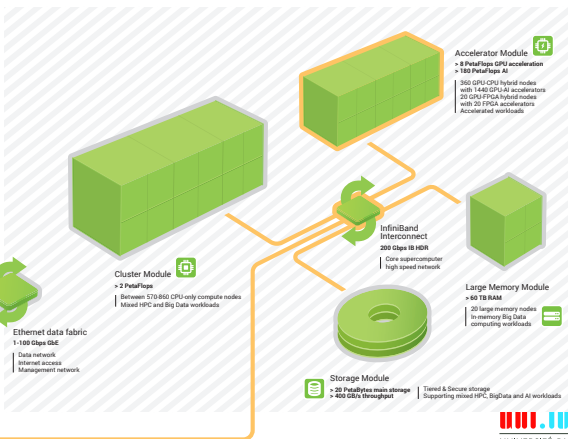 Accelerator Module
> 8 PetaFlops GPU acceleration
> 180 PetaFlops AI
360 GPU-CPU hybrid nodes
with 1440 GPU-AI accelerators
20 GPU-FPGA hybrid nodes
with 20 FPGA accelerators
Accelerated workloads
InfiniBand
Interconnect
200 Gbps IB HDR
Core supercomputer
high speed network
Cluster Module
> 2 PetaFlops
Between 570-860 CPU-only compute nodes
Mixed HPC and Big Data workloads
Large Memory Module
> 60 TB RAM
20 large memory nodes
In-memory Big Data
computing workloads
Ethernet data fabric
1-100 Gbps GbE
Data network
Internet access
Management network
Storage Module
> 20 PetaBytes main storage
> 400 GB/s throughput
Tiered & Secure storage
Supporting mixed HPC, BigData and AI workloads